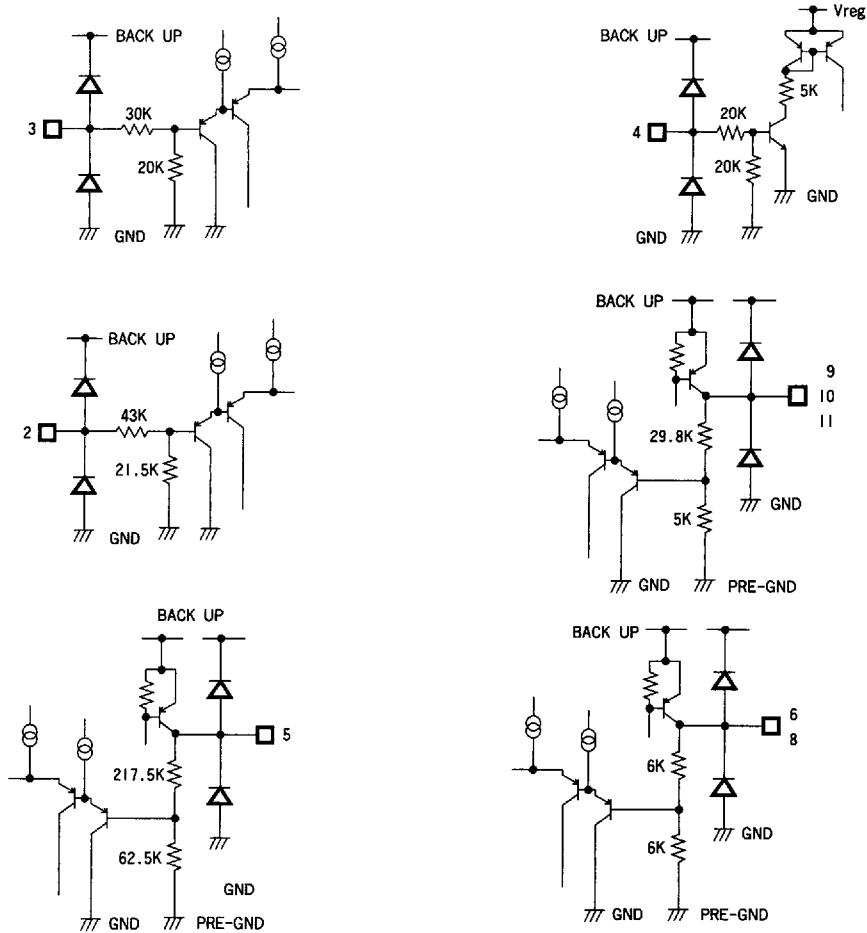 BACK UP
3
30K
20K
GND
Vreg
BACK UP
5K
20K
4
20K
GND
GND
BACK UP
43K
2
21.5K
GND
BACK UP
9
10
11
29.8K
GND
5K
GND
PRE-GND
BACK UP
5
217.5K
62.5K
GND
GND
PRE-GND
BACK UP
6
8
6K
GND
6K
GND
PRE-GND